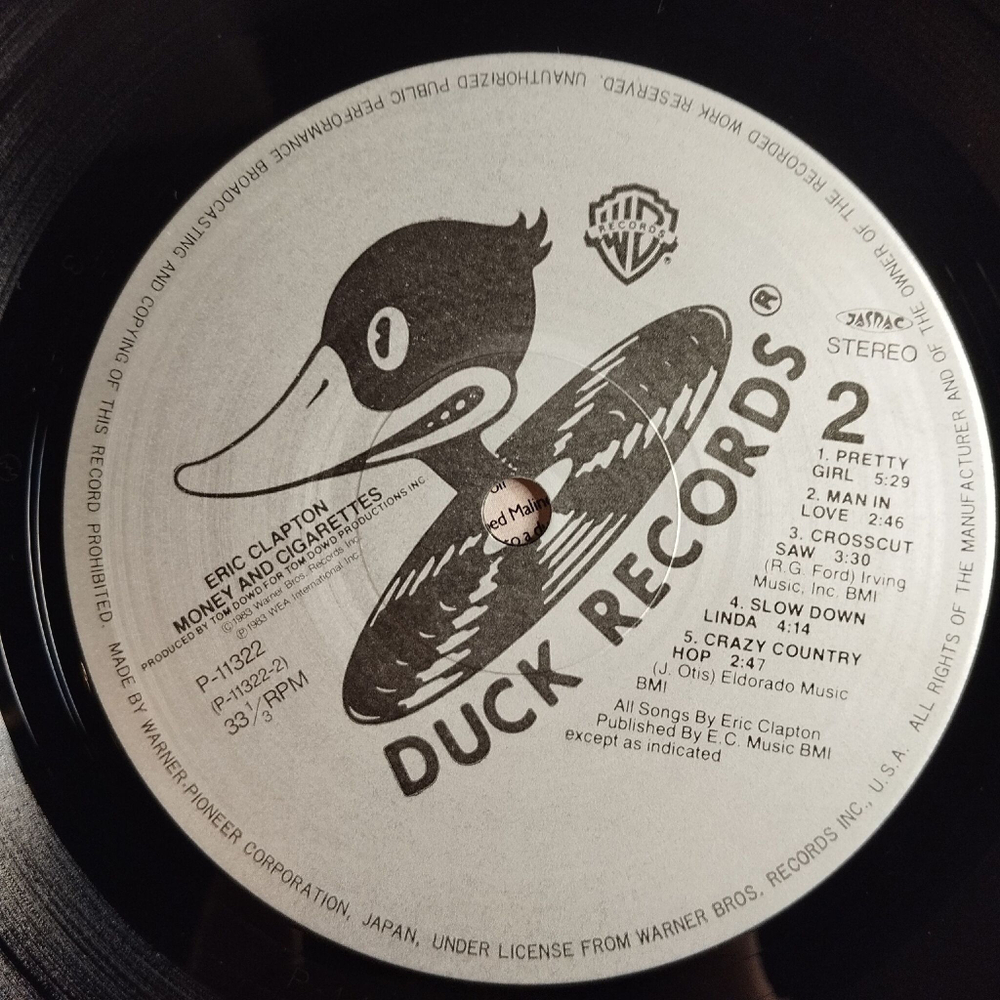 UNAUTHORIZED PUBLIC PERFORMANCE BROADCASTING AND COPYING OF THIS RECORD PROHIBITED. MADE BY WARNER-PIONEER CORPORATION, JAPAN, UNDER LICENSE FROM WARNER BROS. RECORDS INC., U.S.A. ALL RIGHTS OF THE MANUFACTURER AND OF THE OWNER OF THE RECORDED WORK RESERVED.
W
RECORDS
®
DUCK RECORDS®
JASRAC
STEREO
2
1. PRETTY
GIRL 5:29
2. MAN IN
LOVE 2:46
3. CROSSCUT
SAW 3:30
(R.G. Ford) Irving
Music, Inc. BMI
4. SLOW DOWN
LINDA 4:14
5. CRAZY COUNTRY
HOP 2:47
(J. Otis) Eldorado Music
BMI
All Songs By Eric Clapton
Published By E.C. Music BMI
except as indicated
ERIC CLAPTON
MONEY AND CIGARETTES
PRODUCED BY TOM DOWD FOR TOM DOWD PRODUCTIONS INC
©1983 Warner Bros. Records Inc.
℗1983 WEA International Inc.
P-11322
(P-11322-2)
33 1/3 RPM